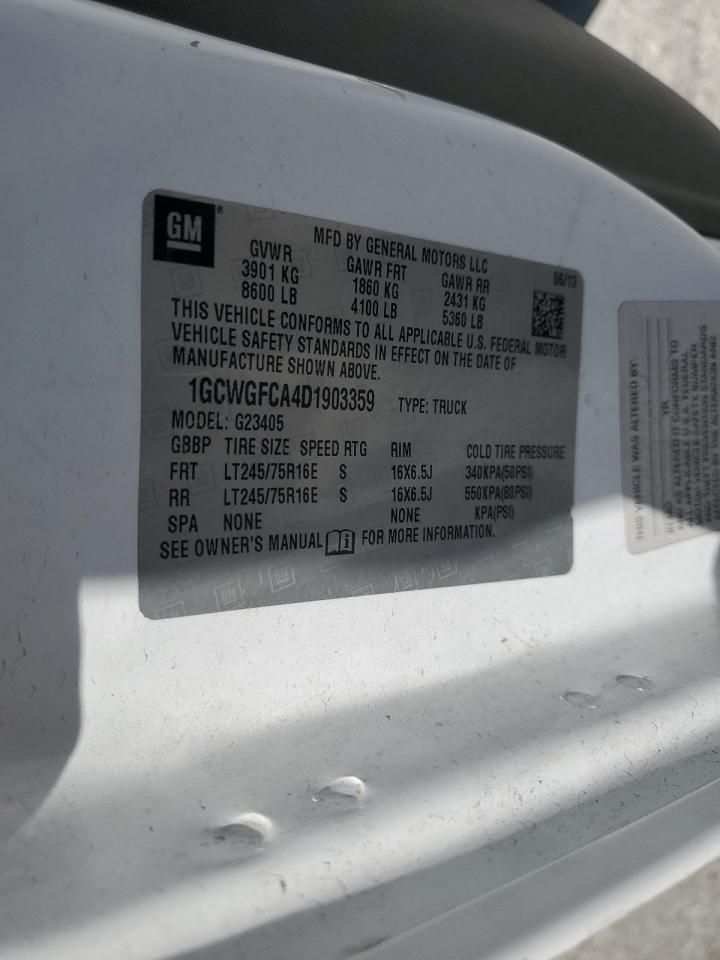 GM
MFD BY GENERAL MOTORS LLC
06/13
GVWR GAWR FRT GAWR RR
3901 KG 1860 KG 2431 KG
8600 LB 4100 LB 5360 LB
THIS VEHICLE CONFORMS TO ALL APPLICABLE U.S. FEDERAL MOTOR
VEHICLE SAFETY STANDARDS IN EFFECT ON THE DATE OF
MANUFACTURE SHOWN ABOVE.
1GCWGFCA4D1903359 TYPE: TRUCK
MODEL: G23405
GBBP TIRE SIZE SPEED RTG RIM COLD TIRE PRESSURE
FRT LT245/75R16E S 16X6.5J 340KPA(50PSI)
RR LT245/75R16E S 16X6.5J 550KPA(80PSI)
SPA NONE NONE KPA(PSI)
SEE OWNER'S MANUAL FOR MORE INFORMATION.
THIS VEHICLE WAS ALTERED BY: